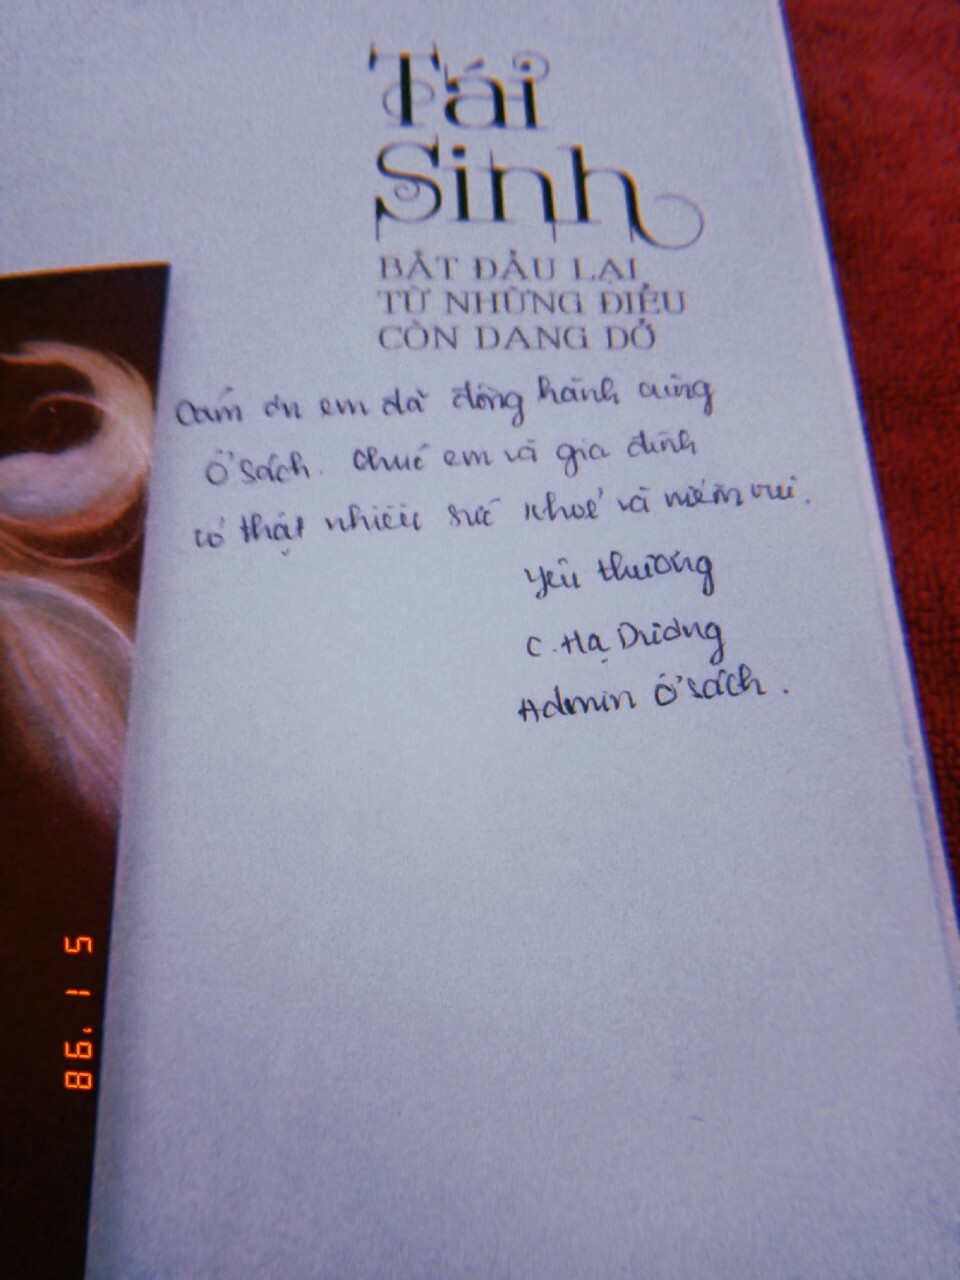 Tái
Sinh
BẮT ĐẦU LẠI
TỪ NHỮNG ĐIỀU
CÒN DANG DỞ
Cảm ơn em đã đồng hành cùng
Ổ sách. Chúc em và gia đình
có thật nhiều sức khoẻ và niềm vui.
Yêu thương
C. Hạ Dương
Admin Ổ sách.
86. 1 5